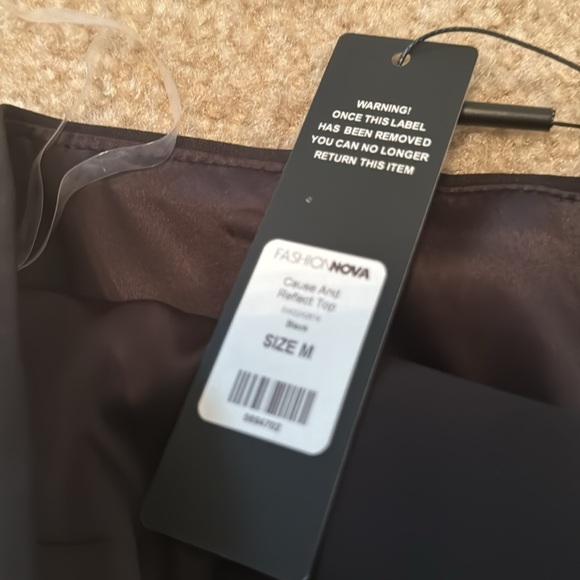 WARNING!
ONCE THIS LABEL
HAS BEEN REMOVED
YOU CAN NO LONGER
RETURN THIS ITEM
FASHIONNOVA
Cause And
Reflect Top
Black
SIZE M